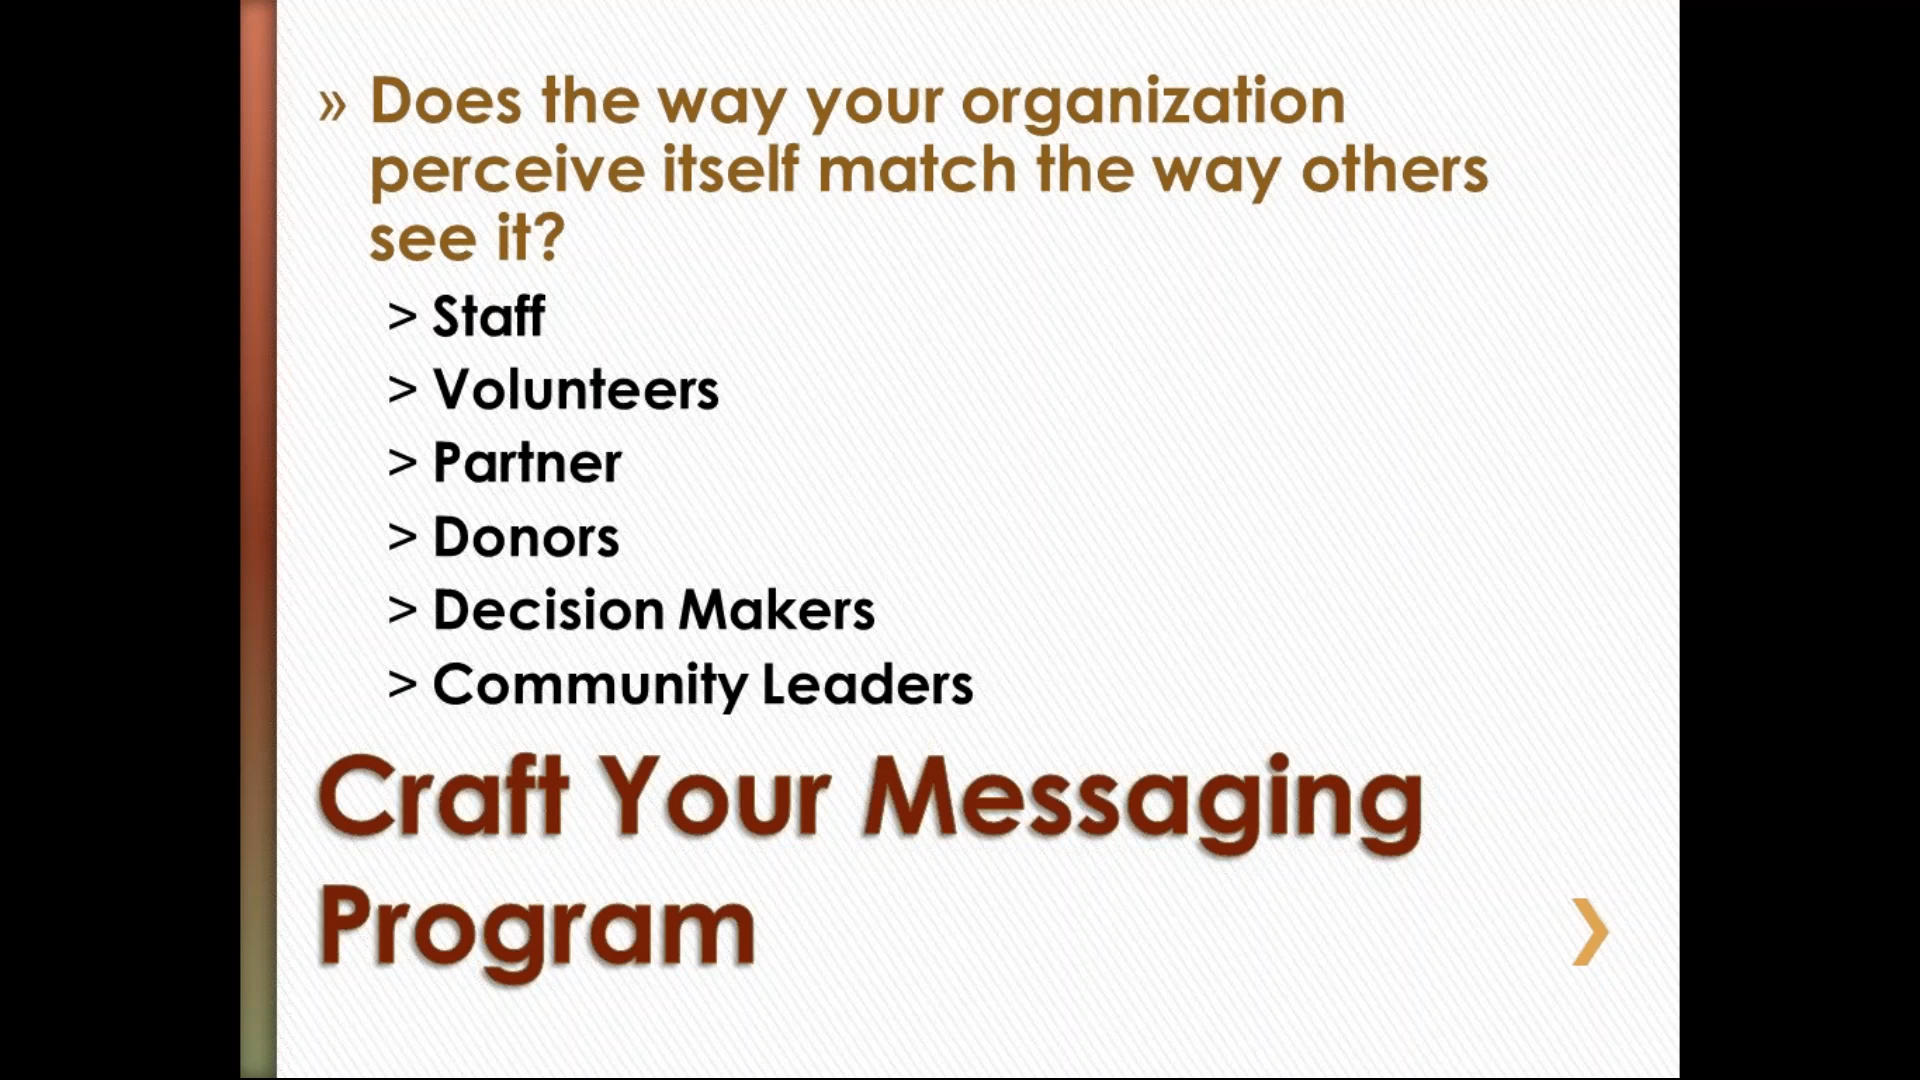 » Does the way your organization
perceive itself match the way others
see it?
> Staff
> Volunteers
> Partner
> Donors
> Decision Makers
> Community Leaders
Craft Your Messaging
Program